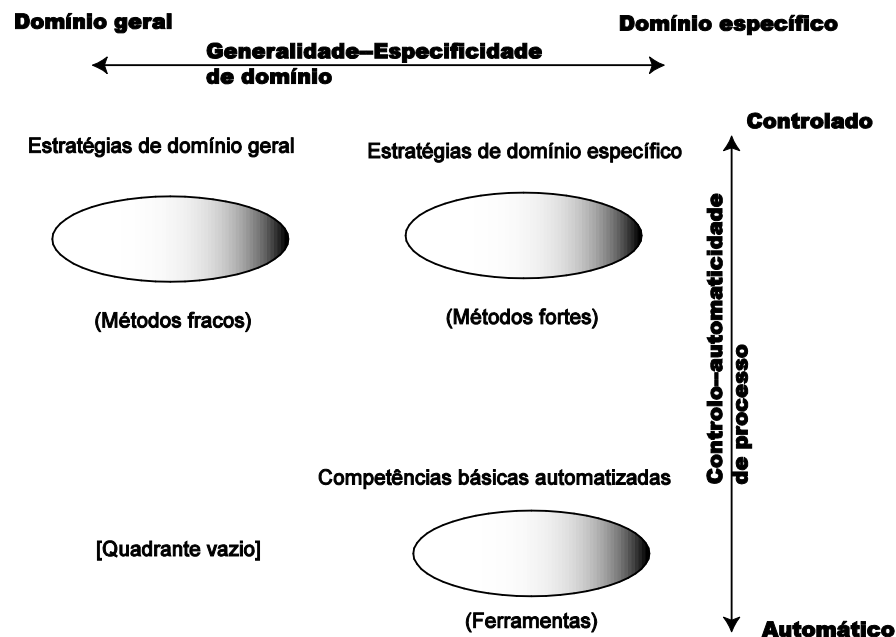 Domínio geral
Domínio específico
Generalidade–Especificidade
de domínio
Controlado
Estratégias de domínio geral
Estratégias de domínio específico
(Métodos fracos)
(Métodos fortes)
Controlo–automaticidade
de processo
Competências básicas automatizadas
[Quadrante vazio]
(Ferramentas)
Automático